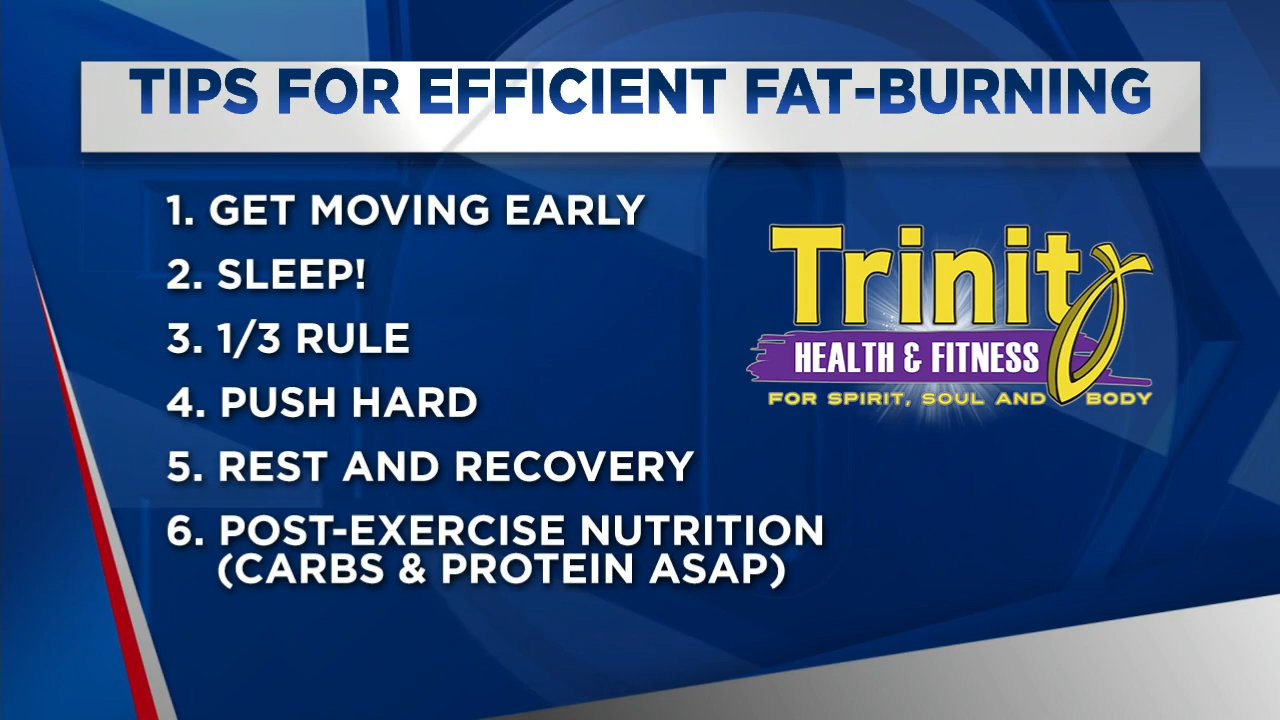 TIPS FOR EFFICIENT FAT-BURNING
1. GET MOVING EARLY
2. SLEEP!
3. 1/3 RULE
4. PUSH HARD
5. REST AND RECOVERY
6. POST-EXERCISE NUTRITION
(CARBS & PROTEIN ASAP)
Trinity
HEALTH & FITNESS
FOR SPIRIT, SOUL AND BODY